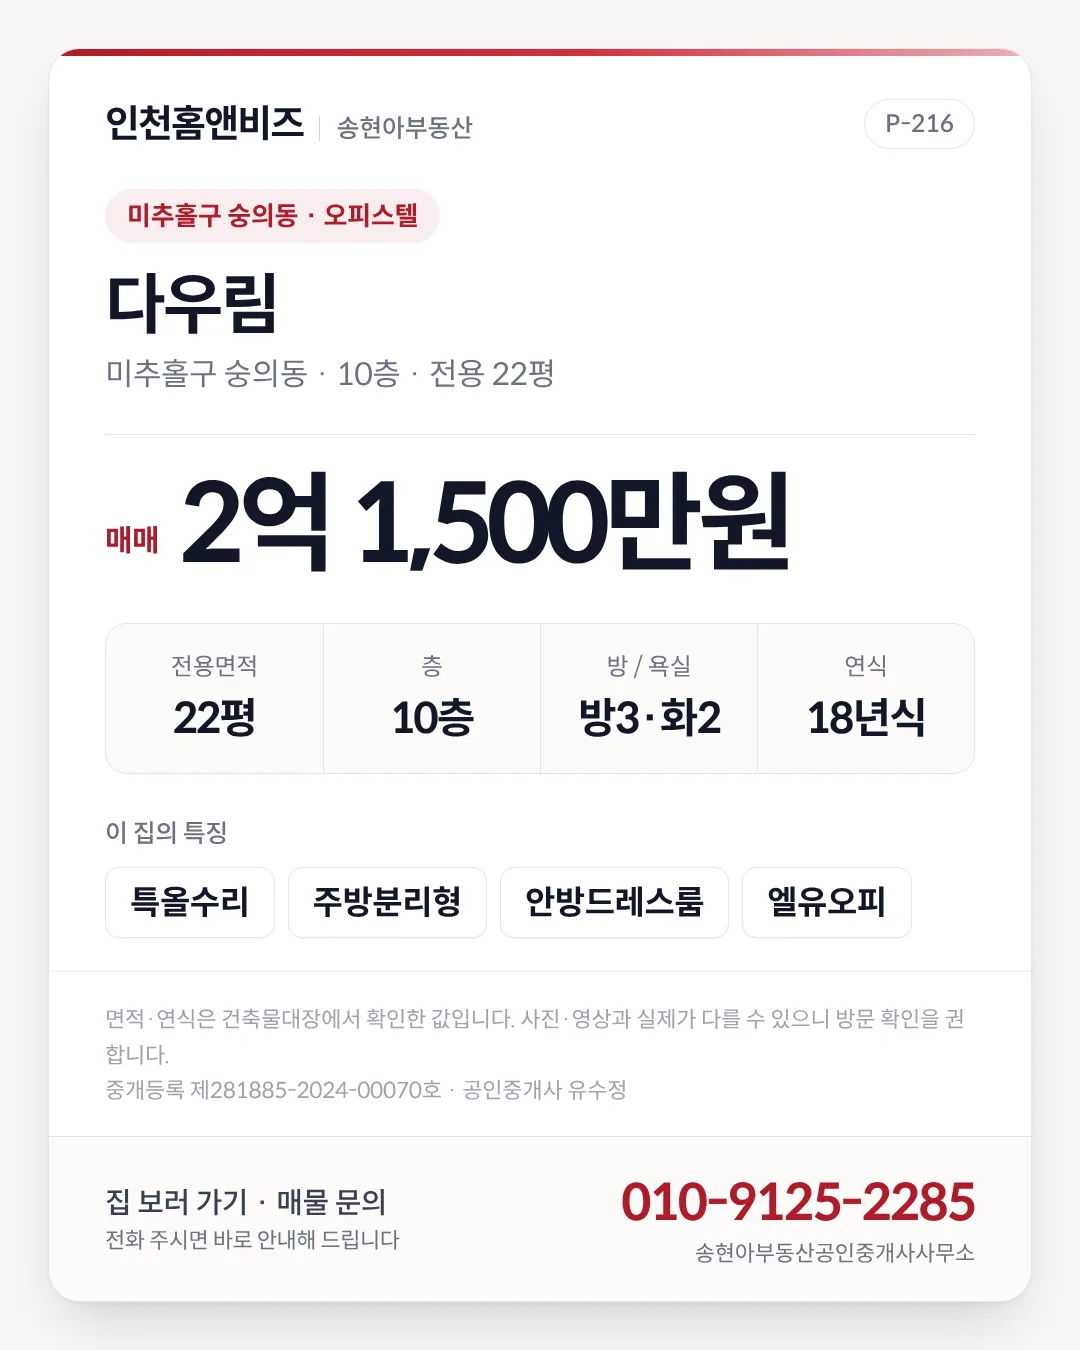 인천홈앤비즈 | 송현아부동산
P-216
미추홀구 숭의동 · 오피스텔
다우림
미추홀구 숭의동 · 10층 · 전용 22평
매매 2억 1,500만원
전용면적 층 방 / 욕실 연식
22평 10층 방3·화2 18년식
이 집의 특징
특올수리 주방분리형 안방드레스룸 엘유오피
면적·연식은 건축물대장에서 확인한 값입니다. 사진·영상과 실제가 다를 수 있으니 방문 확인을 권
합니다.
중개등록 제281885-2024-00070호 · 공인중개사 유수정
집 보러 가기 · 매물 문의
전화 주시면 바로 안내해 드립니다
010-9125-2285
송현아부동산공인중개사사무소